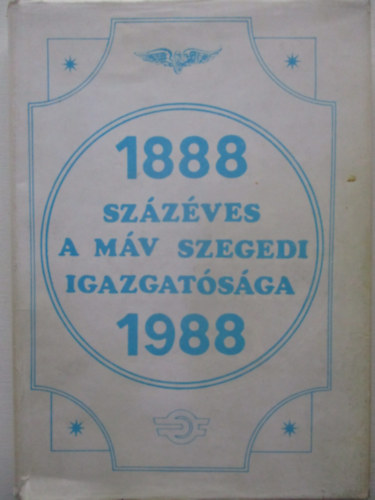 1888
SZÁZÉVES
A MÁV SZEGEDI
IGAZGATÓSÁGA
1988